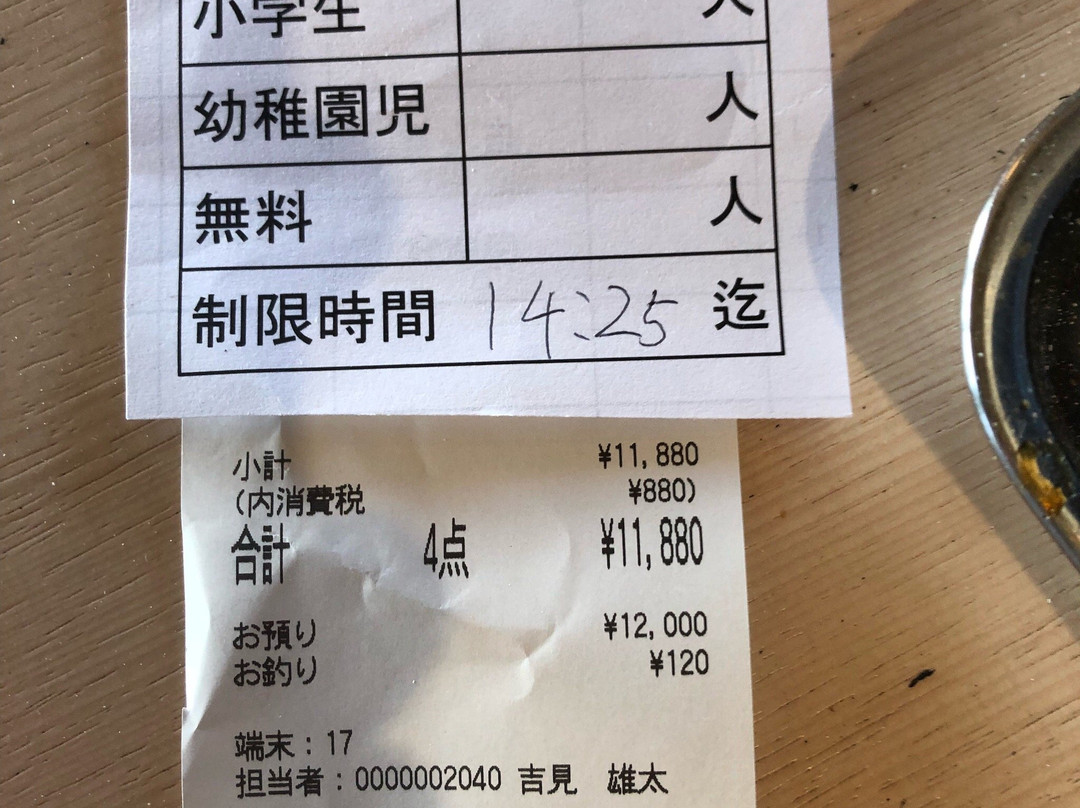 小学生 人
幼稚園児 人
無料 人
制限時間 14:25 迄
小計 ¥11,880
(内消費税 ¥880)
合計 4点 ¥11,880
お預り ¥12,000
お釣り ¥120
端末：17
担当者：0000002040 吉見 雄太